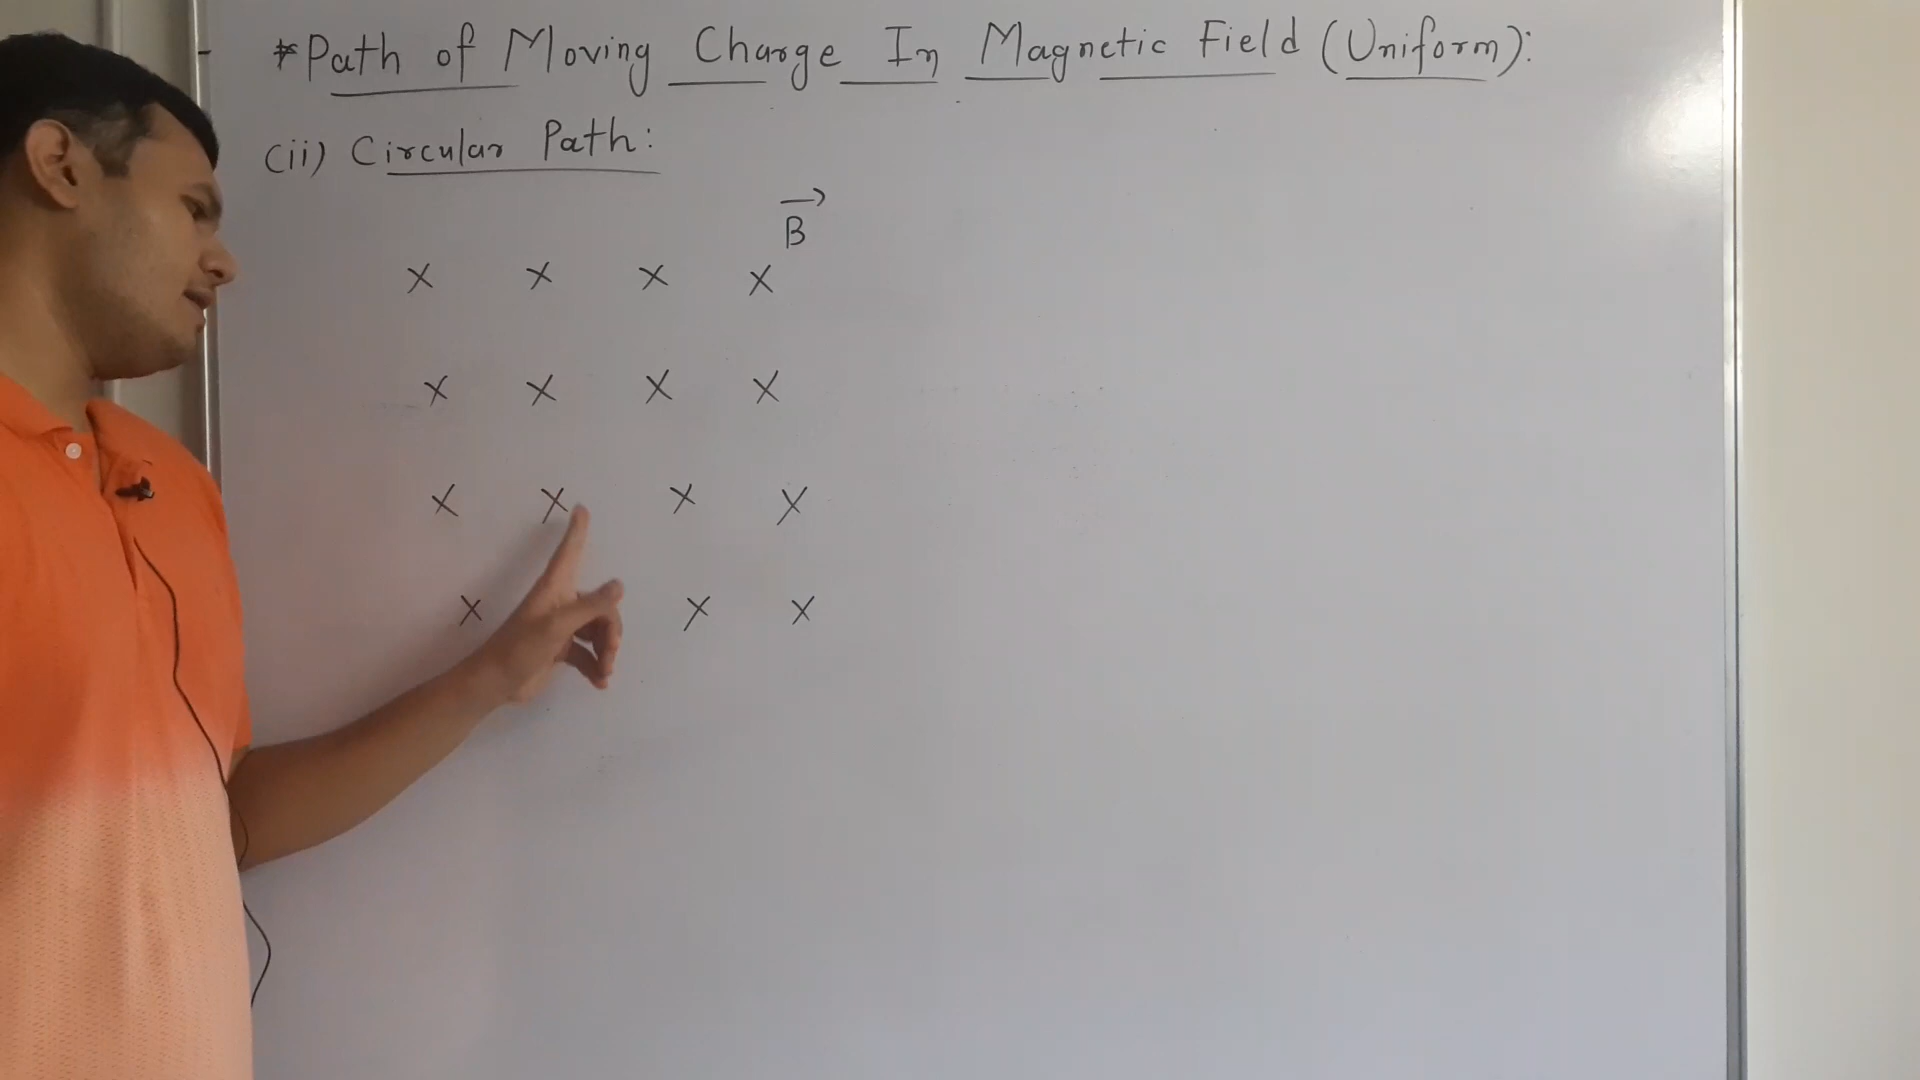 *Path of Moving Charge In Magnetic Field (Uniform):
(ii) Circular Path:
B
x x x x
x x x x
x x x x
x x x